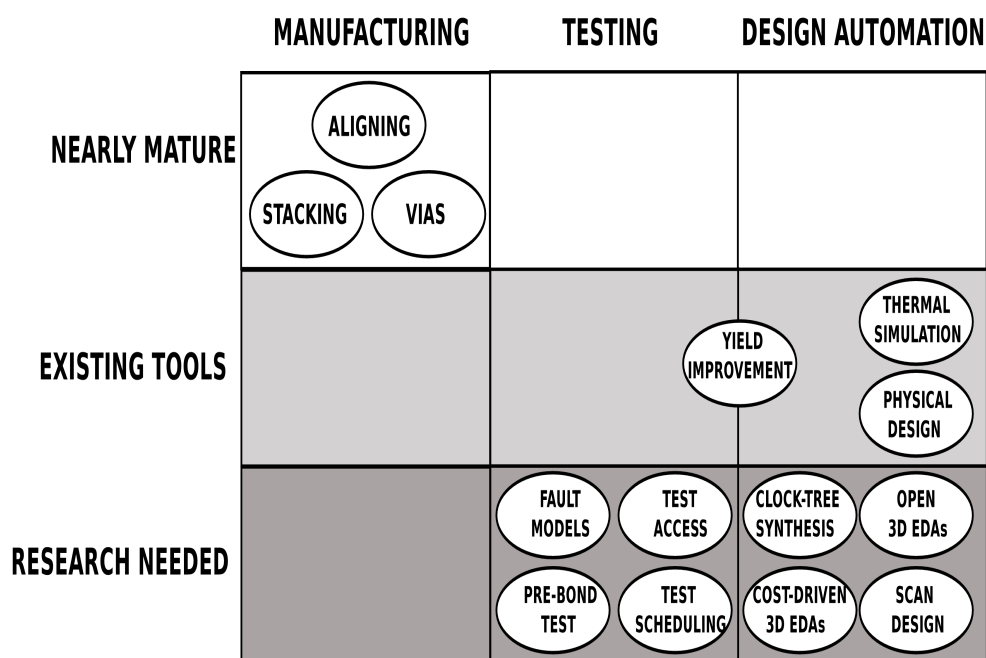 MANUFACTURING TESTING DESIGN AUTOMATION
NEARLY MATURE
ALIGNING
STACKING
VIAS
EXISTING TOOLS
YIELD
IMPROVEMENT
THERMAL
SIMULATION
PHYSICAL
DESIGN
RESEARCH NEEDED
FAULT
MODELS
TEST
ACCESS
CLOCK-TREE
SYNTHESIS
OPEN
3D EDAs
PRE-BOND
TEST
TEST
SCHEDULING
COST-DRIVEN
3D EDAs
SCAN
DESIGN